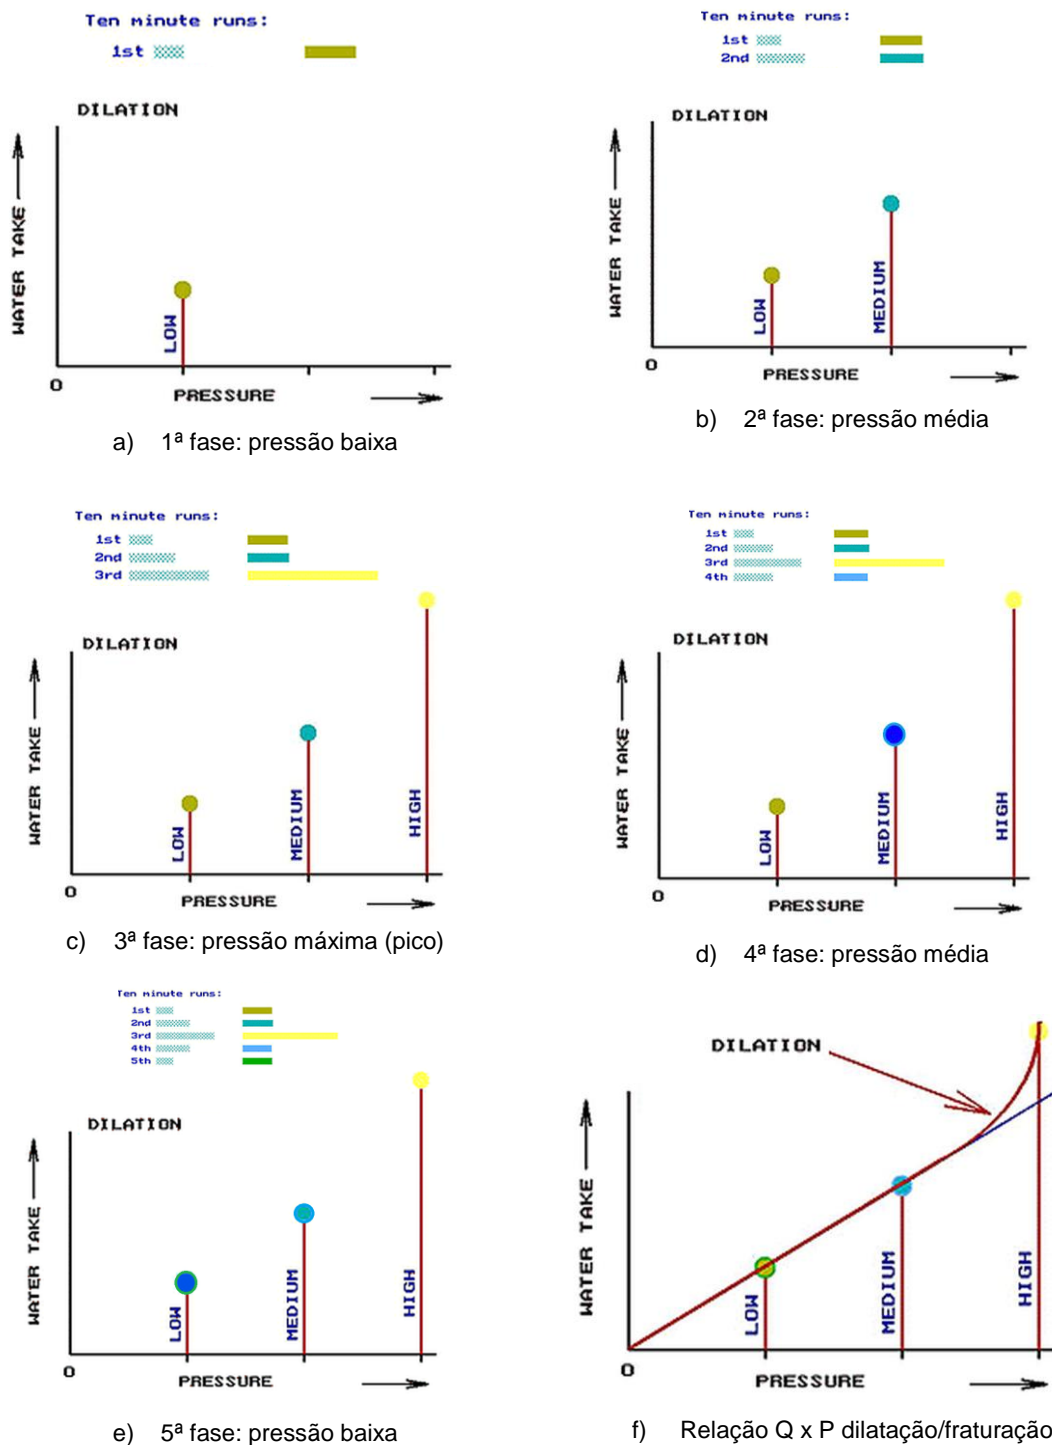 Ten minute runs:
1st
DILATION
WATER TAKE
LOW
0
PRESSURE
a) 1ª fase: pressão baixa
Ten minute runs:
1st
2nd
DILATION
WATER TAKE
LOW
MEDIUM
0
PRESSURE
b) 2ª fase: pressão média
Ten minute runs:
1st
2nd
3rd
DILATION
WATER TAKE
LOW
MEDIUM
HIGH
0
PRESSURE
c) 3ª fase: pressão máxima (pico)
Ten minute runs:
1st
2nd
3rd
4th
DILATION
WATER TAKE
LOW
MEDIUM
HIGH
0
PRESSURE
d) 4ª fase: pressão média
Ten minute runs:
1st
2nd
3rd
4th
5th
DILATION
WATER TAKE
LOW
MEDIUM
HIGH
0
PRESSURE
e) 5ª fase: pressão baixa
DILATION
WATER TAKE
LOW
MEDIUM
HIGH
0
PRESSURE
f) Relação Q x P dilatação/fraturação